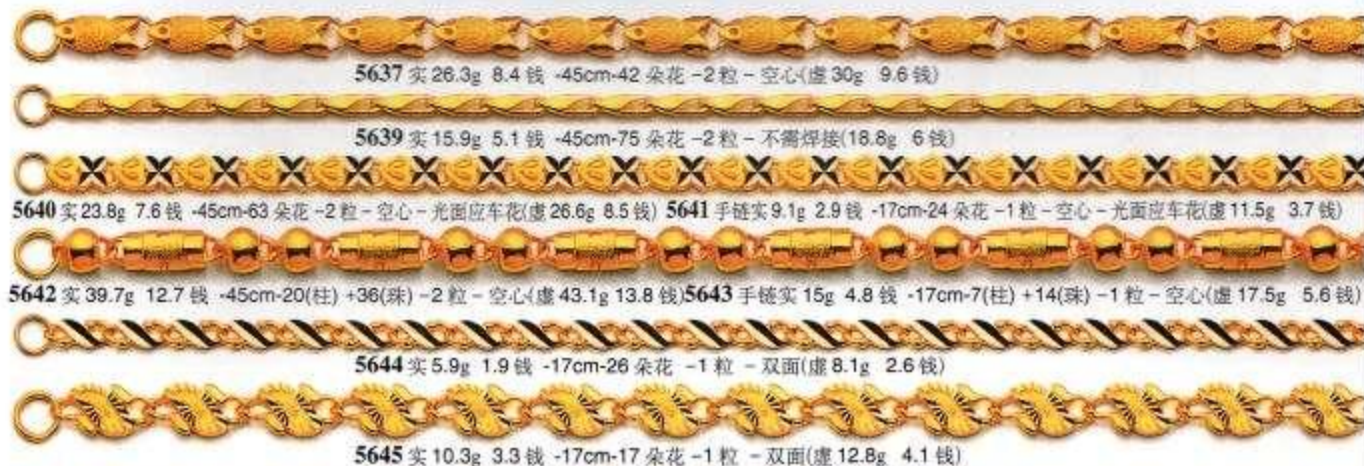 5637 实 26.3g 8.4 钱 -45cm-42 朵花 -2 粒 - 空心(虚 30g 9.6 钱)
5639 实 15.9g 5.1 钱 -45cm-75 朵花 -2 粒 - 不需焊接(18.8g 6 钱)
5640 实 23.8g 7.6 钱 -45cm-63 朵花 -2 粒 - 空心 - 光面应车花(虚 26.6g 8.5 钱) 5641 手链实 9.1g 2.9 钱 -17cm-24 朵花 -1 粒 - 空心 - 光面应车花(虚 11.5g 3.7 钱)
5642 实 39.7g 12.7 钱 -45cm-20(柱) +36(珠) -2 粒 - 空心(虚 43.1g 13.8 钱) 5643 手链实 15g 4.8 钱 -17cm-7(柱) +14(珠) -1 粒 - 空心(虚 17.5g 5.6 钱)
5644 实 5.9g 1.9 钱 -17cm-26 朵花 -1 粒 - 双面(虚 8.1g 2.6 钱)
5645 实 10.3g 3.3 钱 -17cm-17 朵花 -1 粒 - 双面(虚 12.8g 4.1 钱)